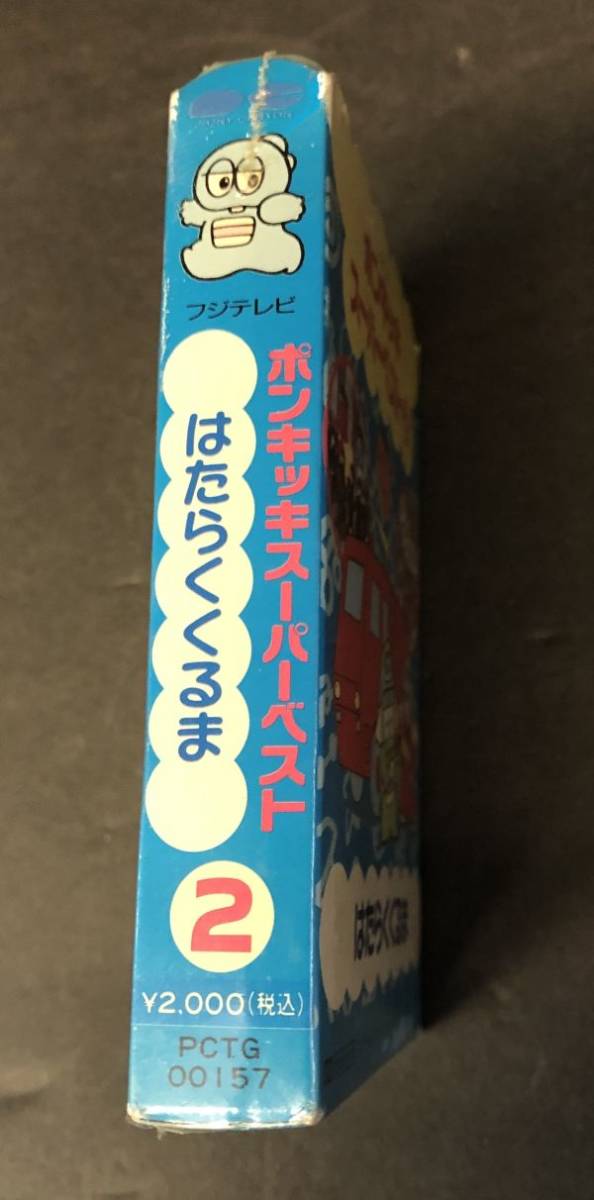 PONY CANYON
フジテレビ
ポンキッキスーパーベスト
はたらくくるま
2
¥2,000(税込)
PCTG
00157
はたらくくるま